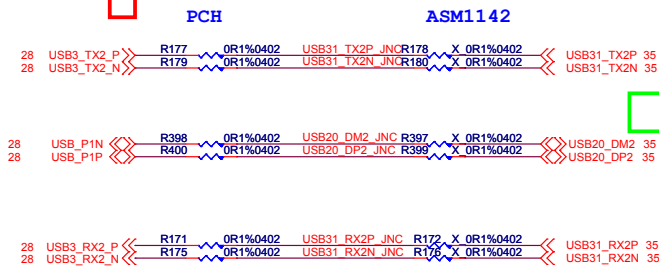 PCH ASM1142
28 USB3_TX2_P R177 0R1%0402 USB31_TX2P_JNC R178 X_0R1%0402 USB31_TX2P 35
28 USB3_TX2_N R179 0R1%0402 USB31_TX2N_JNC R180 X_0R1%0402 USB31_TX2N 35
28 USB_P1N R398 0R1%0402 USB20_DM2_JNC R397 X_0R1%0402 USB20_DM2 35
28 USB_P1P R400 0R1%0402 USB20_DP2_JNC R399 X_0R1%0402 USB20_DP2 35
28 USB3_RX2_P R171 0R1%0402 USB31_RX2P_JNC R172 X_0R1%0402 USB31_RX2P 35
28 USB3_RX2_N R175 0R1%0402 USB31_RX2N_JNC R176 X_0R1%0402 USB31_RX2N 35